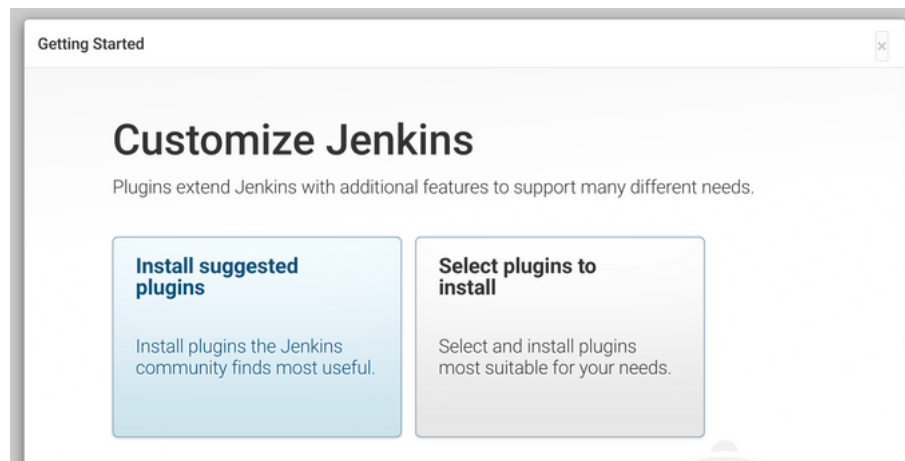 Getting Started
×
Customize Jenkins
Plugins extend Jenkins with additional features to support many different needs.
Install suggested
plugins
Install plugins the Jenkins
community finds most useful.
Select plugins to
install
Select and install plugins
most suitable for your needs.